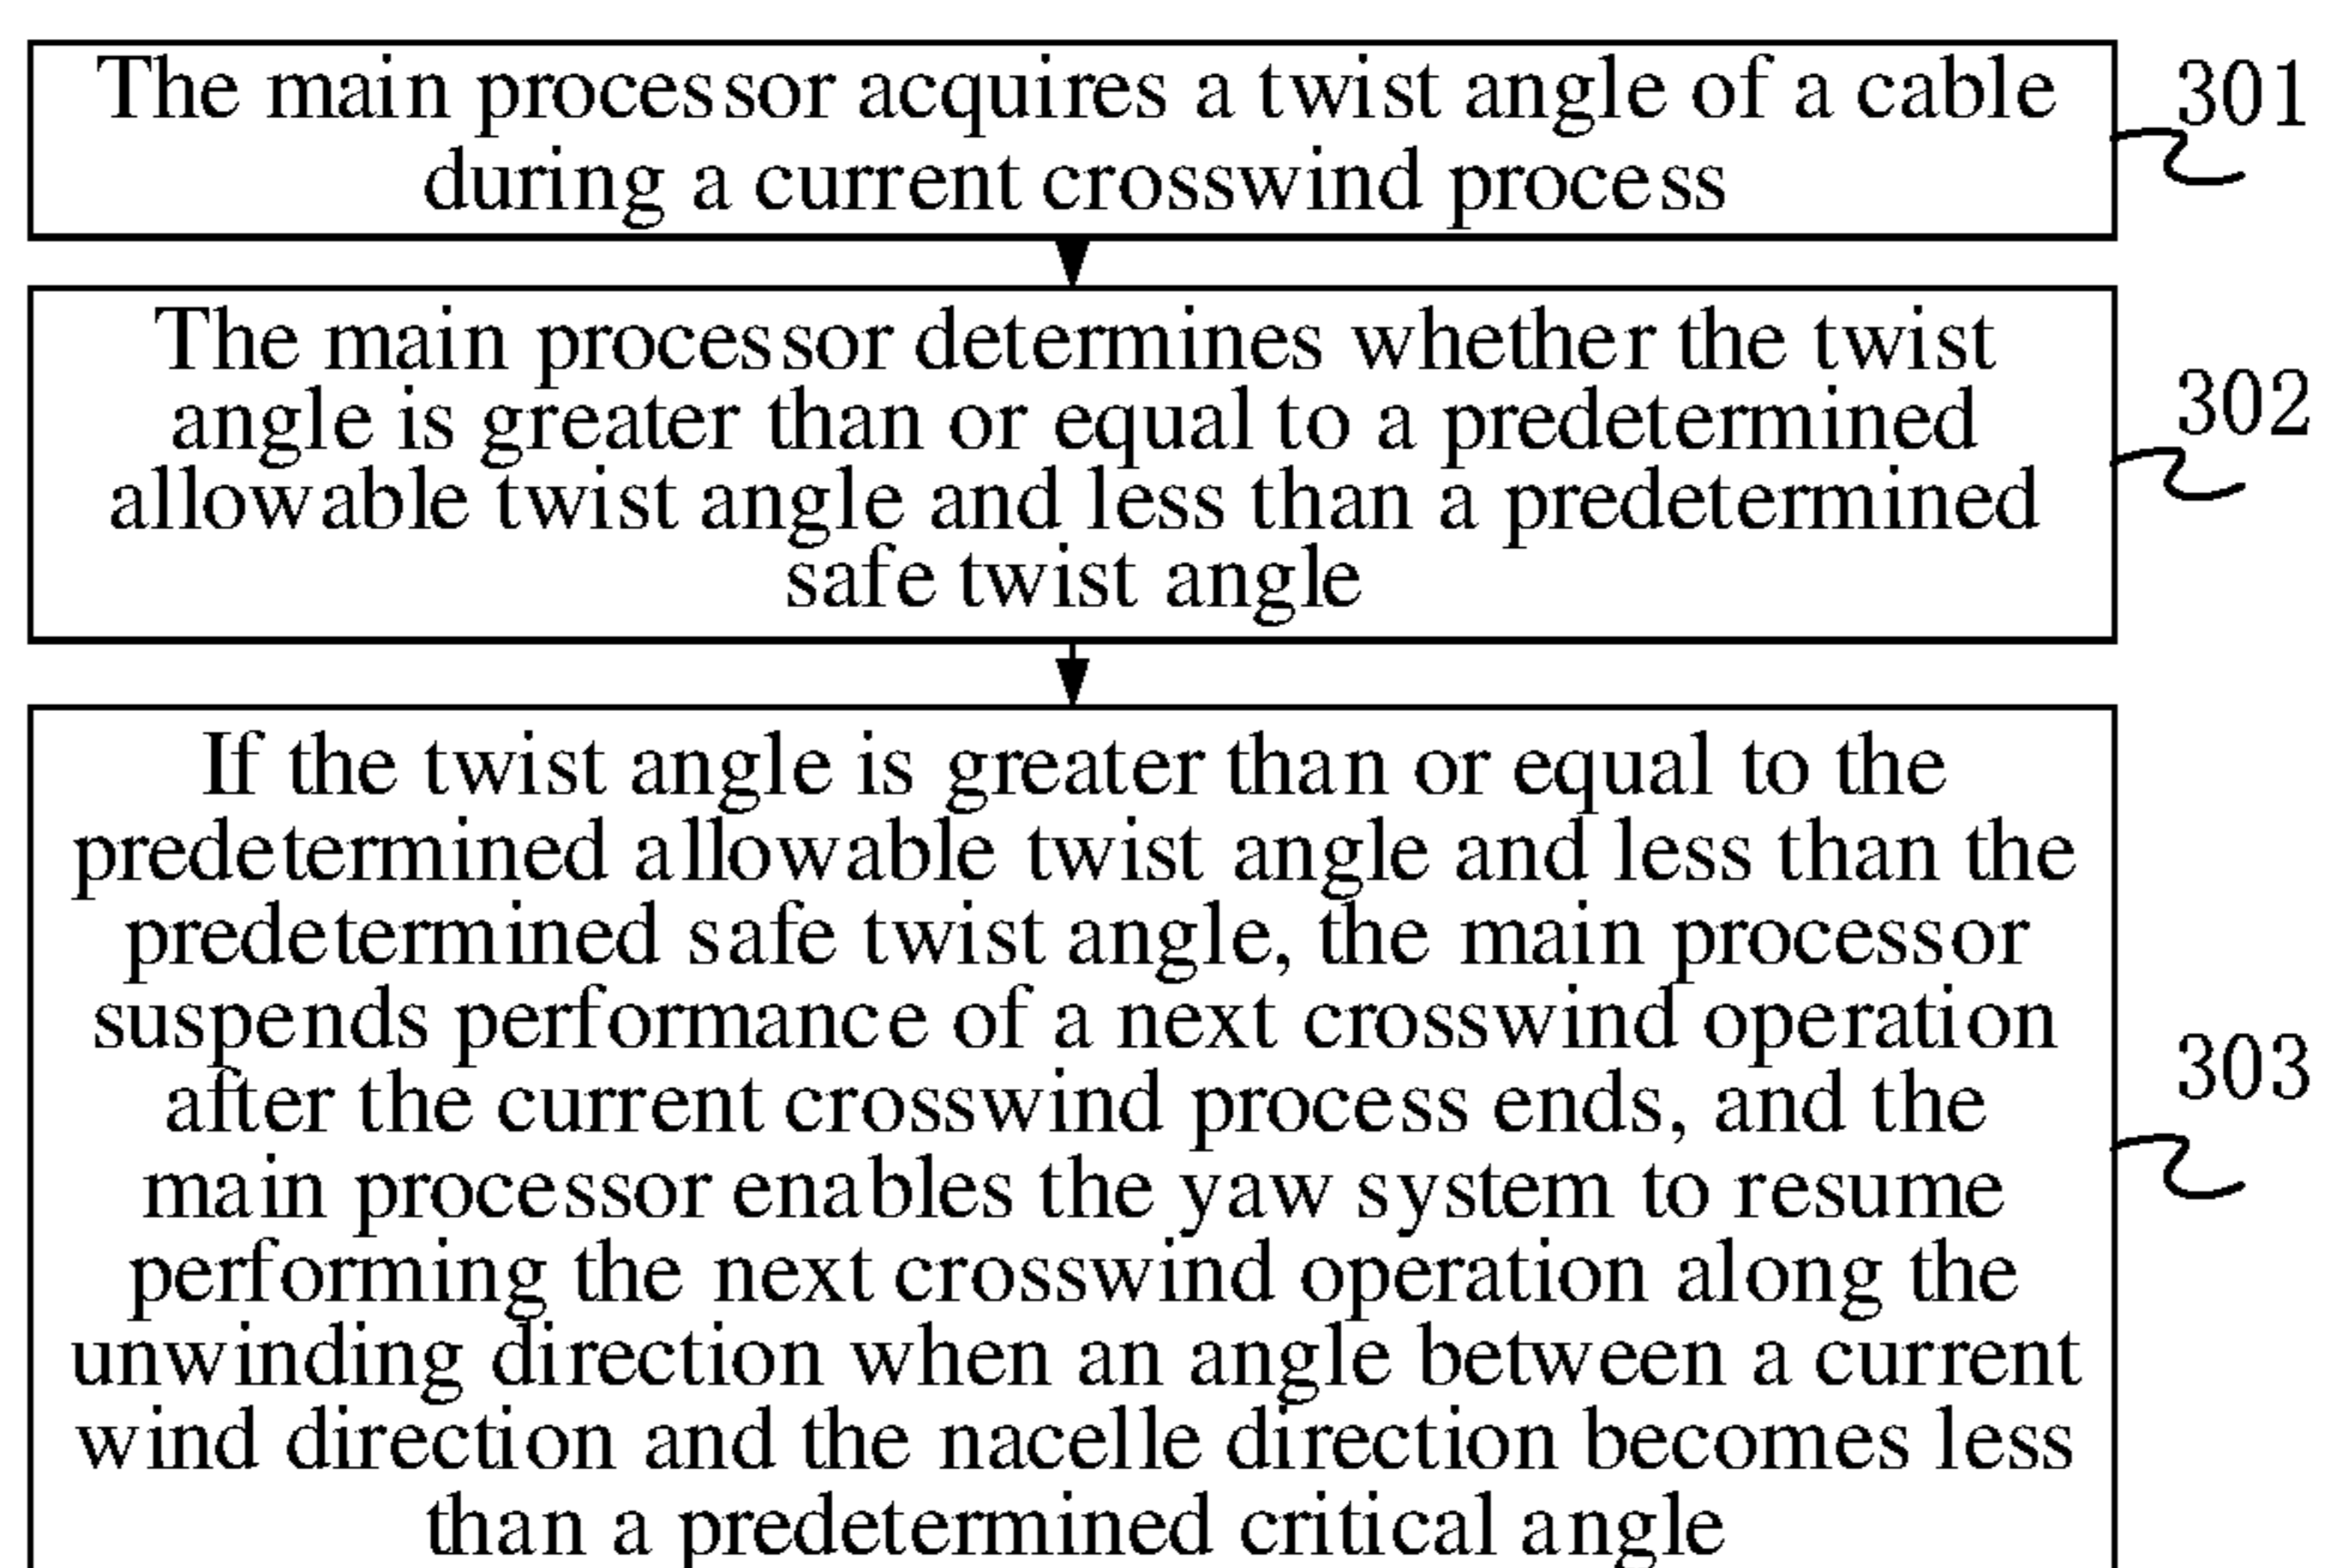 The main processor acquires a twist angle of a cable
during a current crosswind process
301
The main processor determines whether the twist
angle is greater than or equal to a predetermined
allowable twist angle and less than a predetermined
safe twist angle
302
If the twist angle is greater than or equal to the
predetermined allowable twist angle and less than the
predetermined safe twist angle, the main processor
suspends performance of a next crosswind operation
after the current crosswind process ends, and the
main processor enables the yaw system to resume
performing the next crosswind operation along the
unwinding direction when an angle between a current
wind direction and the nacelle direction becomes less
than a predetermined critical angle
303